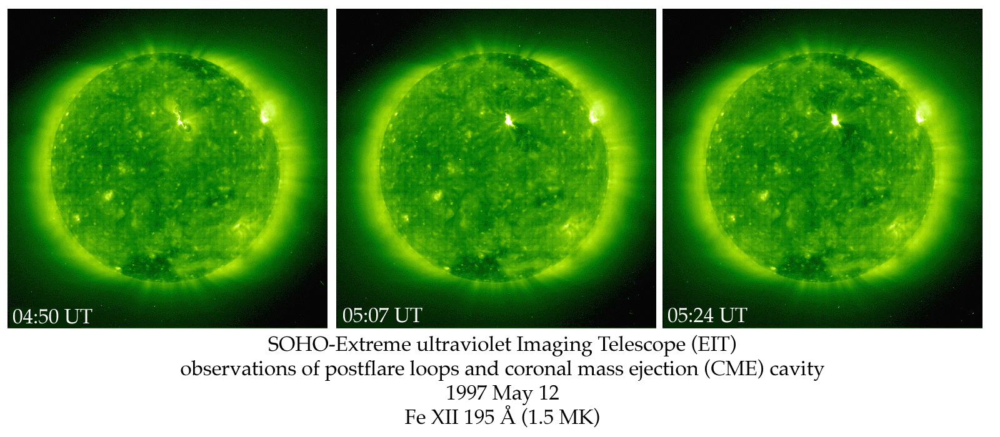 04:50 UT
05:07 UT
05:24 UT
SOHO-Extreme ultraviolet Imaging Telescope (EIT)
observations of postflare loops and coronal mass ejection (CME) cavity
1997 May 12
Fe XII 195 Å (1.5 MK)